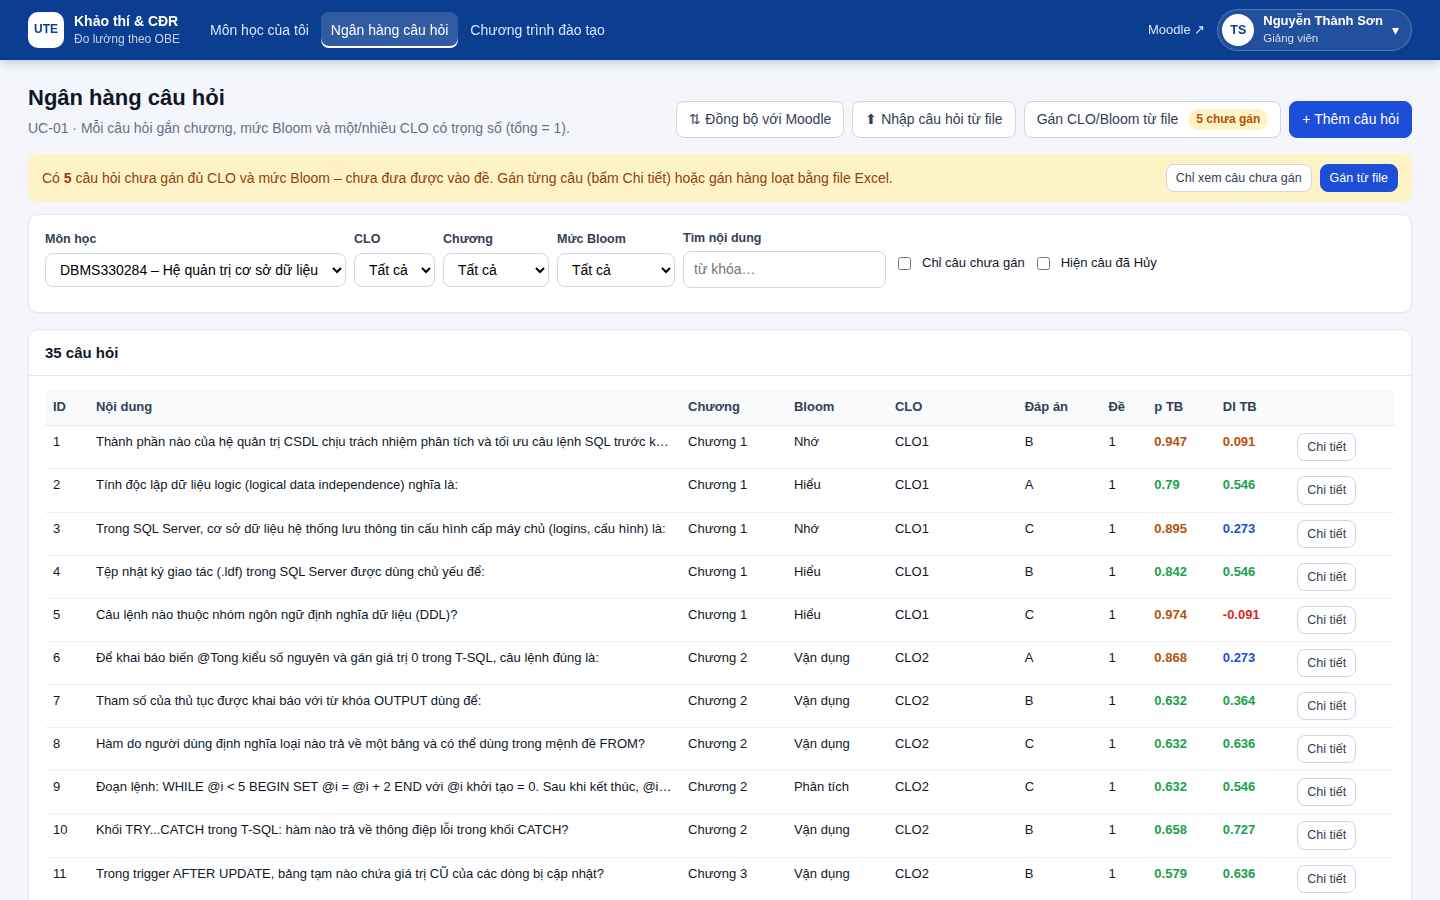 UTE
Khảo thí & CĐR
Đo lường theo OBE
Môn học của tôi
Ngân hàng câu hỏi
Chương trình đào tạo
Moodle ↗
TS
Nguyễn Thành Sơn
Giảng viên
▾
Ngân hàng câu hỏi
UC-01 · Mỗi câu hỏi gắn chương, mức Bloom và một/nhiều CLO có trọng số (tổng = 1).
⇅ Đồng bộ với Moodle
⬆ Nhập câu hỏi từ file
Gán CLO/Bloom từ file 5 chưa gán
+ Thêm câu hỏi
Có 5 câu hỏi chưa gán đủ CLO và mức Bloom – chưa đưa được vào đề. Gán từng câu (bấm Chi tiết) hoặc gán hàng loạt bằng file Excel.
Chỉ xem câu chưa gán
Gán từ file
Môn học CLO Chương Mức Bloom Tìm nội dung
DBMS330284 – Hệ quản trị cơ sở dữ liệu Tất cả Tất cả Tất cả từ khóa… Chỉ câu chưa gán Hiện câu đã Hủy
35 câu hỏi
ID Nội dung Chương Bloom CLO Đáp án Đề p TB DI TB
1 Thành phần nào của hệ quản trị CSDL chịu trách nhiệm phân tích và tối ưu câu lệnh SQL trước k… Chương 1 Nhớ CLO1 B 1 0.947 0.091 Chi tiết
2 Tính độc lập dữ liệu logic (logical data independence) nghĩa là: Chương 1 Hiểu CLO1 A 1 0.79 0.546 Chi tiết
3 Trong SQL Server, cơ sở dữ liệu hệ thống lưu thông tin cấu hình cấp máy chủ (logins, cấu hình) là: Chương 1 Nhớ CLO1 C 1 0.895 0.273 Chi tiết
4 Tệp nhật ký giao tác (.ldf) trong SQL Server được dùng chủ yếu để: Chương 1 Hiểu CLO1 B 1 0.842 0.546 Chi tiết
5 Câu lệnh nào thuộc nhóm ngôn ngữ định nghĩa dữ liệu (DDL)? Chương 1 Hiểu CLO1 C 1 0.974 -0.091 Chi tiết
6 Để khai báo biến @Tong kiểu số nguyên và gán giá trị 0 trong T-SQL, câu lệnh đúng là: Chương 2 Vận dụng CLO2 A 1 0.868 0.273 Chi tiết
7 Tham số của thủ tục được khai báo với từ khóa OUTPUT dùng để: Chương 2 Vận dụng CLO2 B 1 0.632 0.364 Chi tiết
8 Hàm do người dùng định nghĩa loại nào trả về một bảng và có thể dùng trong mệnh đề FROM? Chương 2 Vận dụng CLO2 C 1 0.632 0.636 Chi tiết
9 Đoạn lệnh: WHILE @i < 5 BEGIN SET @i = @i + 2 END với @i khởi tạo = 0. Sau khi kết thúc, @i… Chương 2 Phân tích CLO2 C 1 0.632 0.546 Chi tiết
10 Khối TRY...CATCH trong T-SQL: hàm nào trả về thông điệp lỗi trong khối CATCH? Chương 2 Vận dụng CLO2 B 1 0.658 0.727 Chi tiết
11 Trong trigger AFTER UPDATE, bảng tạm nào chứa giá trị CŨ của các dòng bị cập nhật? Chương 3 Vận dụng CLO2 B 1 0.579 0.636 Chi tiết